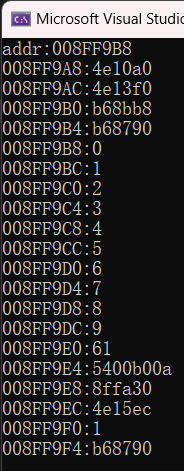 Microsoft Visual Studio
addr:008FF9B8
008FF9A8:4e10a0
008FF9AC:4e13f0
008FF9B0:b68bb8
008FF9B4:b68790
008FF9B8:0
008FF9BC:1
008FF9C0:2
008FF9C4:3
008FF9C8:4
008FF9CC:5
008FF9D0:6
008FF9D4:7
008FF9D8:8
008FF9DC:9
008FF9E0:61
008FF9E4:5400b00a
008FF9E8:8ffa30
008FF9EC:4e15ec
008FF9F0:1
008FF9F4:b68790